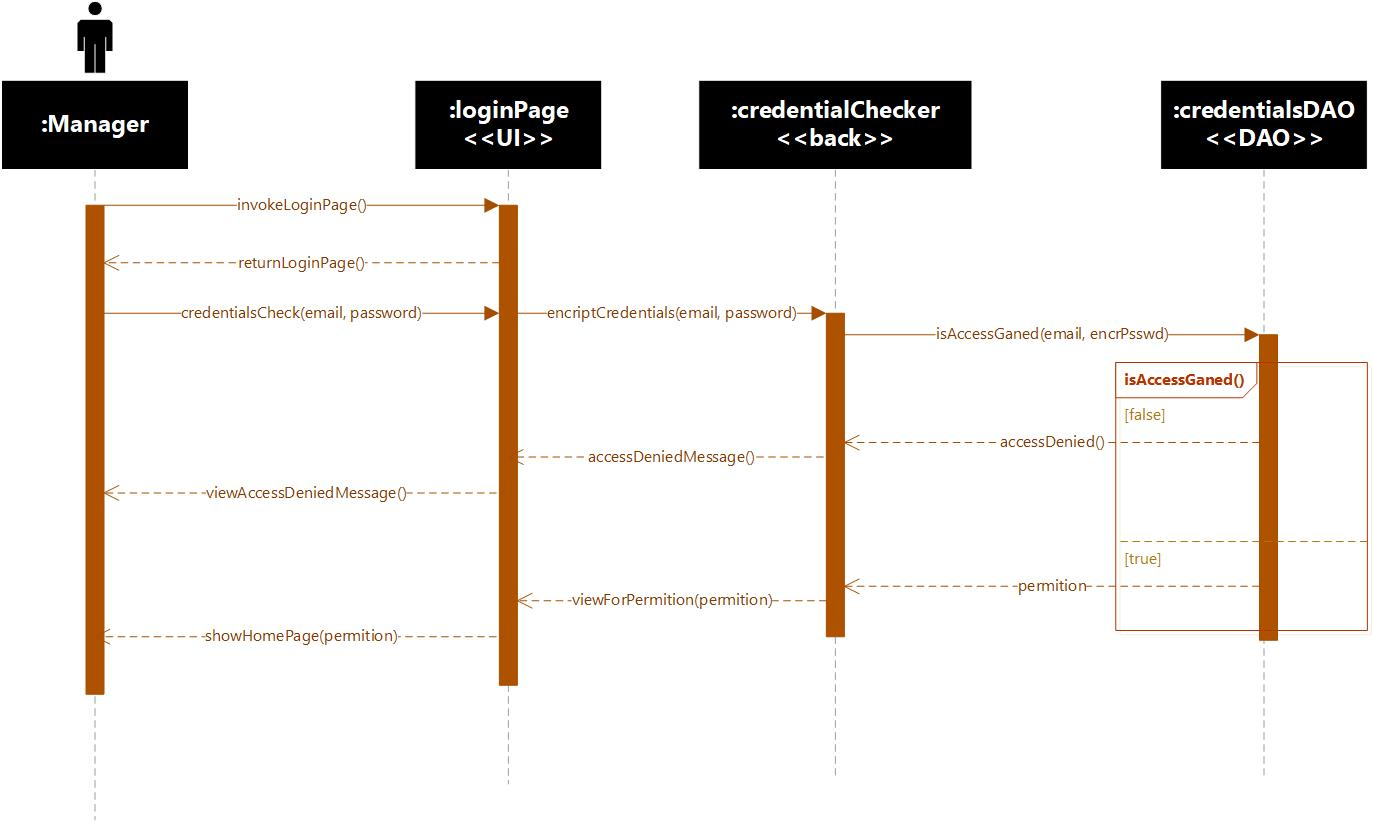 :Manager
:loginPage
<<UI>>
:credentialChecker
<<back>>
:credentialsDAO
<<DAO>>
invokeLoginPage()
returnLoginPage()
credentialsCheck(email, password)
encriptCredentials(email, password)
isAccessGaned(email, encrPsswd)
isAccessGaned()
[false]
accessDenied()
accessDeniedMessage()
viewAccessDeniedMessage()
[true]
permition
viewForPermition(permition)
showHomePage(permition)